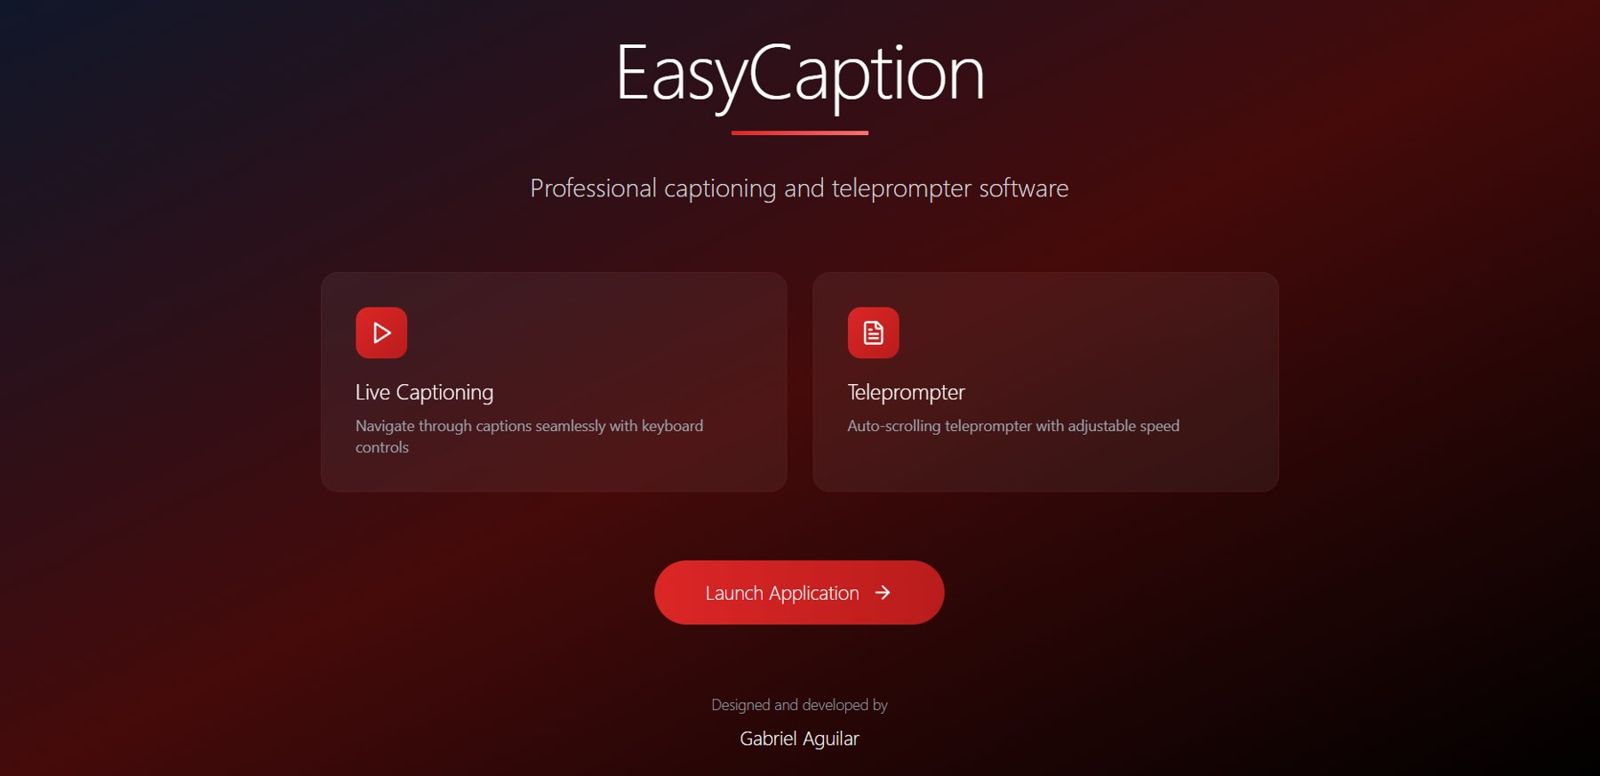 EasyCaption
Professional captioning and teleprompter software
Live Captioning
Navigate through captions seamlessly with keyboard
controls
Teleprompter
Auto-scrolling teleprompter with adjustable speed
Launch Application
Designed and developed by
Gabriel Aguilar